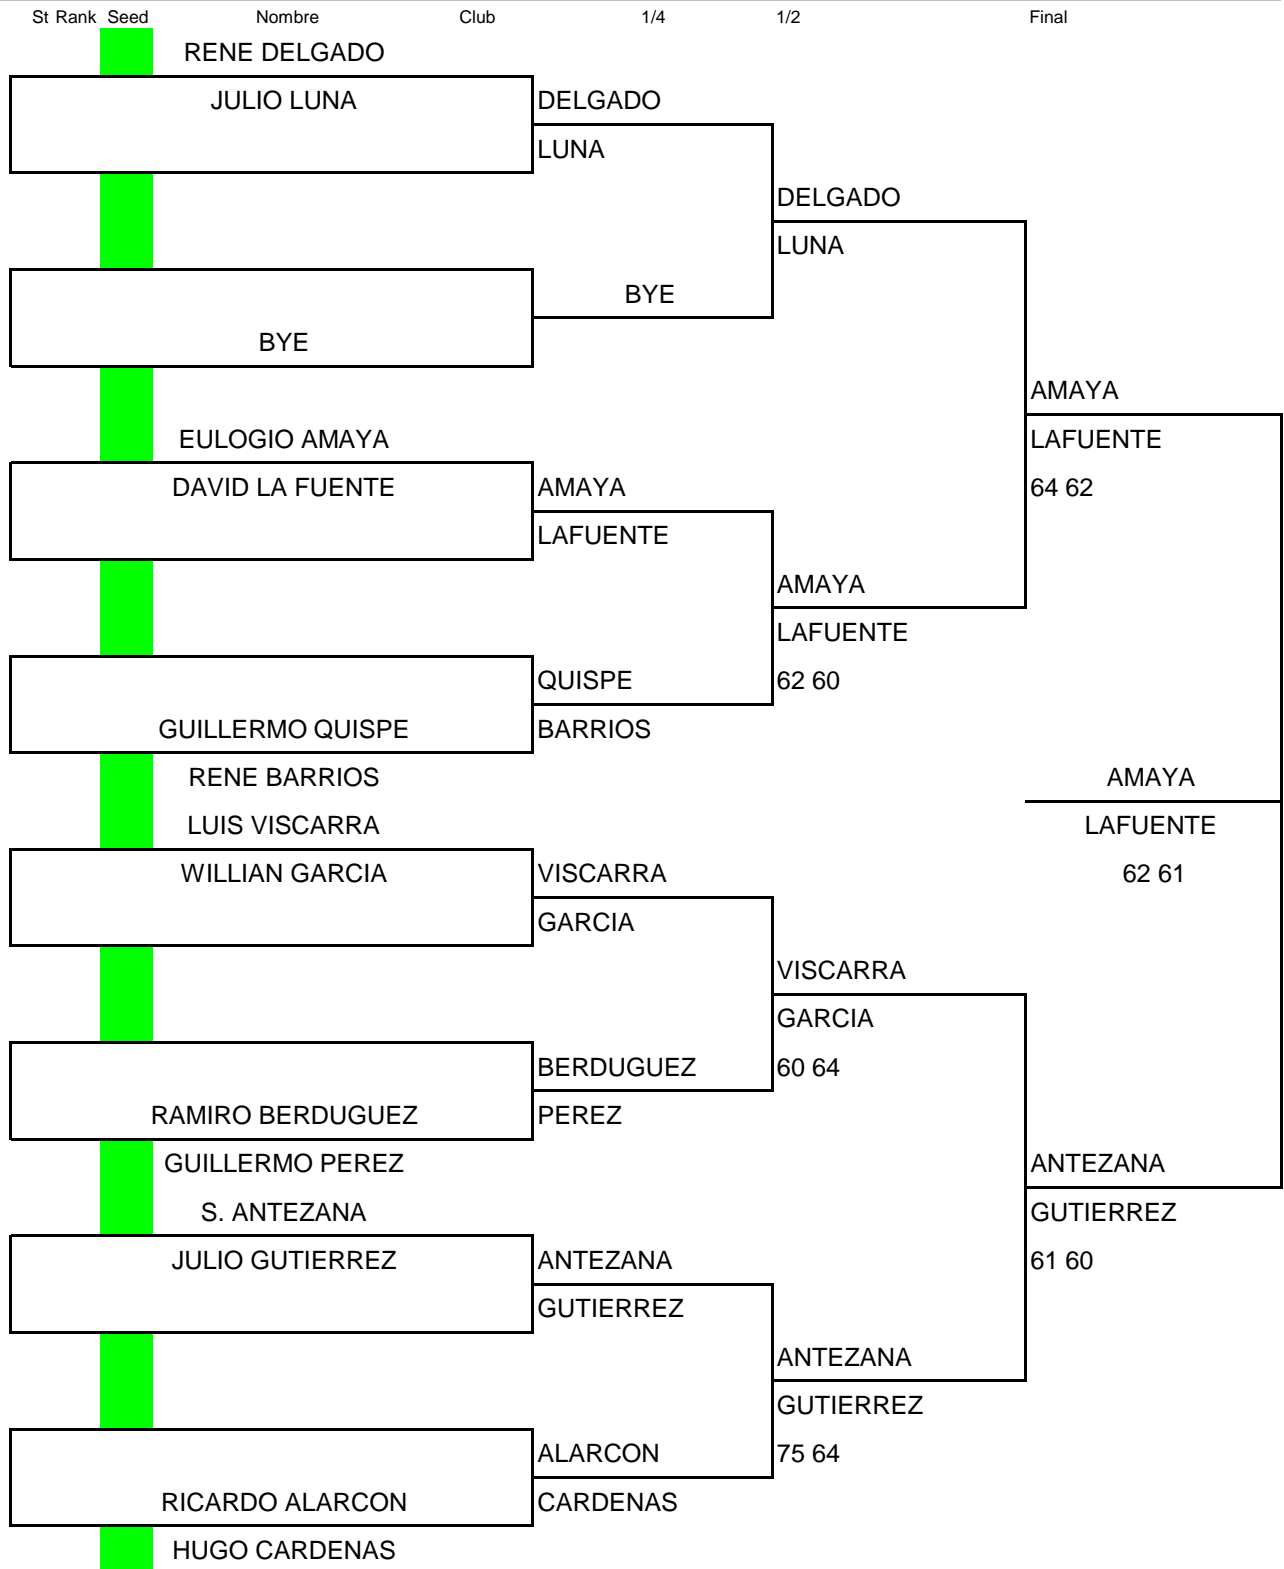 St Rank Seed Nombre Club 1/4 1/2 Final
RENE DELGADO
JULIO LUNA DELGADO
LUNA
DELGADO
LUNA
BYE
BYE
AMAYA
EULOGIO AMAYA LAFUENTE
DAVID LA FUENTE AMAYA 64 62
LAFUENTE
AMAYA
LAFUENTE
QUISPE 62 60
GUILLERMO QUISPE BARRIOS
RENE BARRIOS AMAYA
LUIS VISCARRA LAFUENTE
WILLIAN GARCIA VISCARRA 62 61
GARCIA
VISCARRA
GARCIA
BERDUGUEZ 60 64
RAMIRO BERDUGUEZ PEREZ
GUILLERMO PEREZ ANTEZANA
S. ANTEZANA GUTIERREZ
JULIO GUTIERREZ ANTEZANA 61 60
GUTIERREZ
ANTEZANA
GUTIERREZ
ALARCON 75 64
RICARDO ALARCON CARDENAS
HUGO CARDENAS